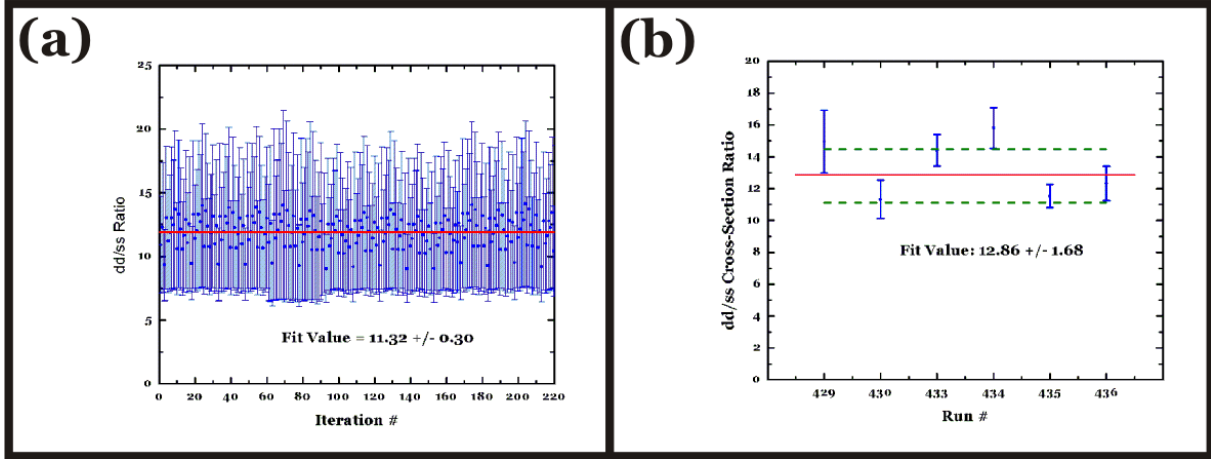 (a)
25
20
15
10
5
0
dd/ss Ratio
Fit Value = 11.32 +/- 0.30
0 20 40 60 80 100 120 140 160 180 200 220
Iteration #
(b)
20
18
16
14
12
10
8
6
4
2
0
dd/ss Cross-Section Ratio
Fit Value: 12.86 +/- 1.68
429 430 433 434 435 436
Run #